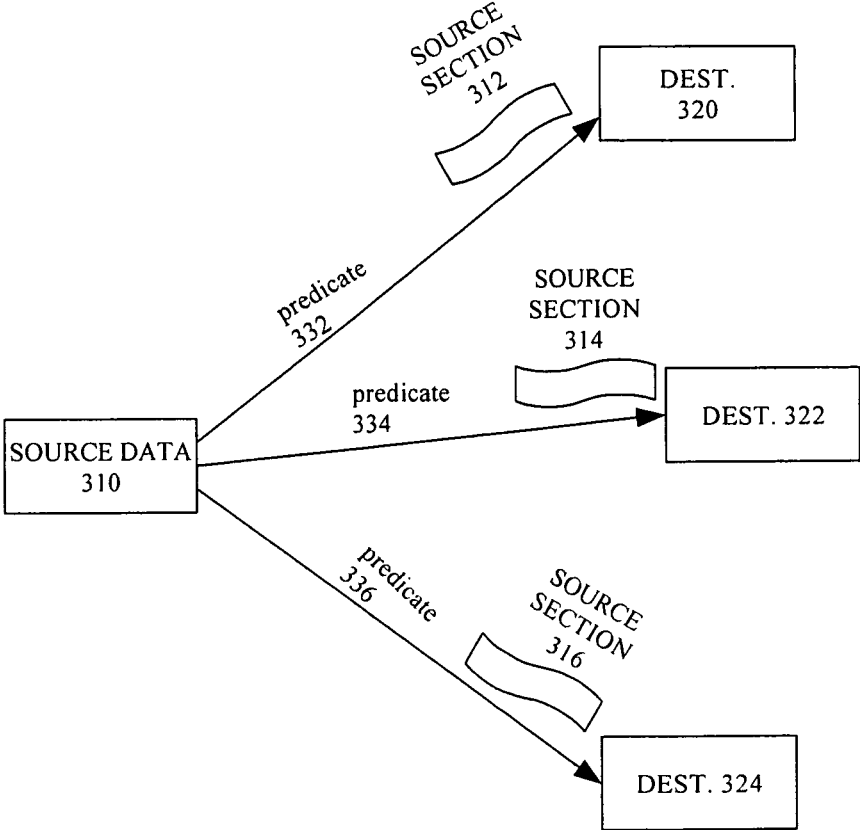 SOURCE
SECTION
312
DEST.
320
predicate
332
SOURCE
SECTION
314
predicate
334
DEST. 322
SOURCE DATA
310
predicate
336
SOURCE
SECTION
316
DEST. 324